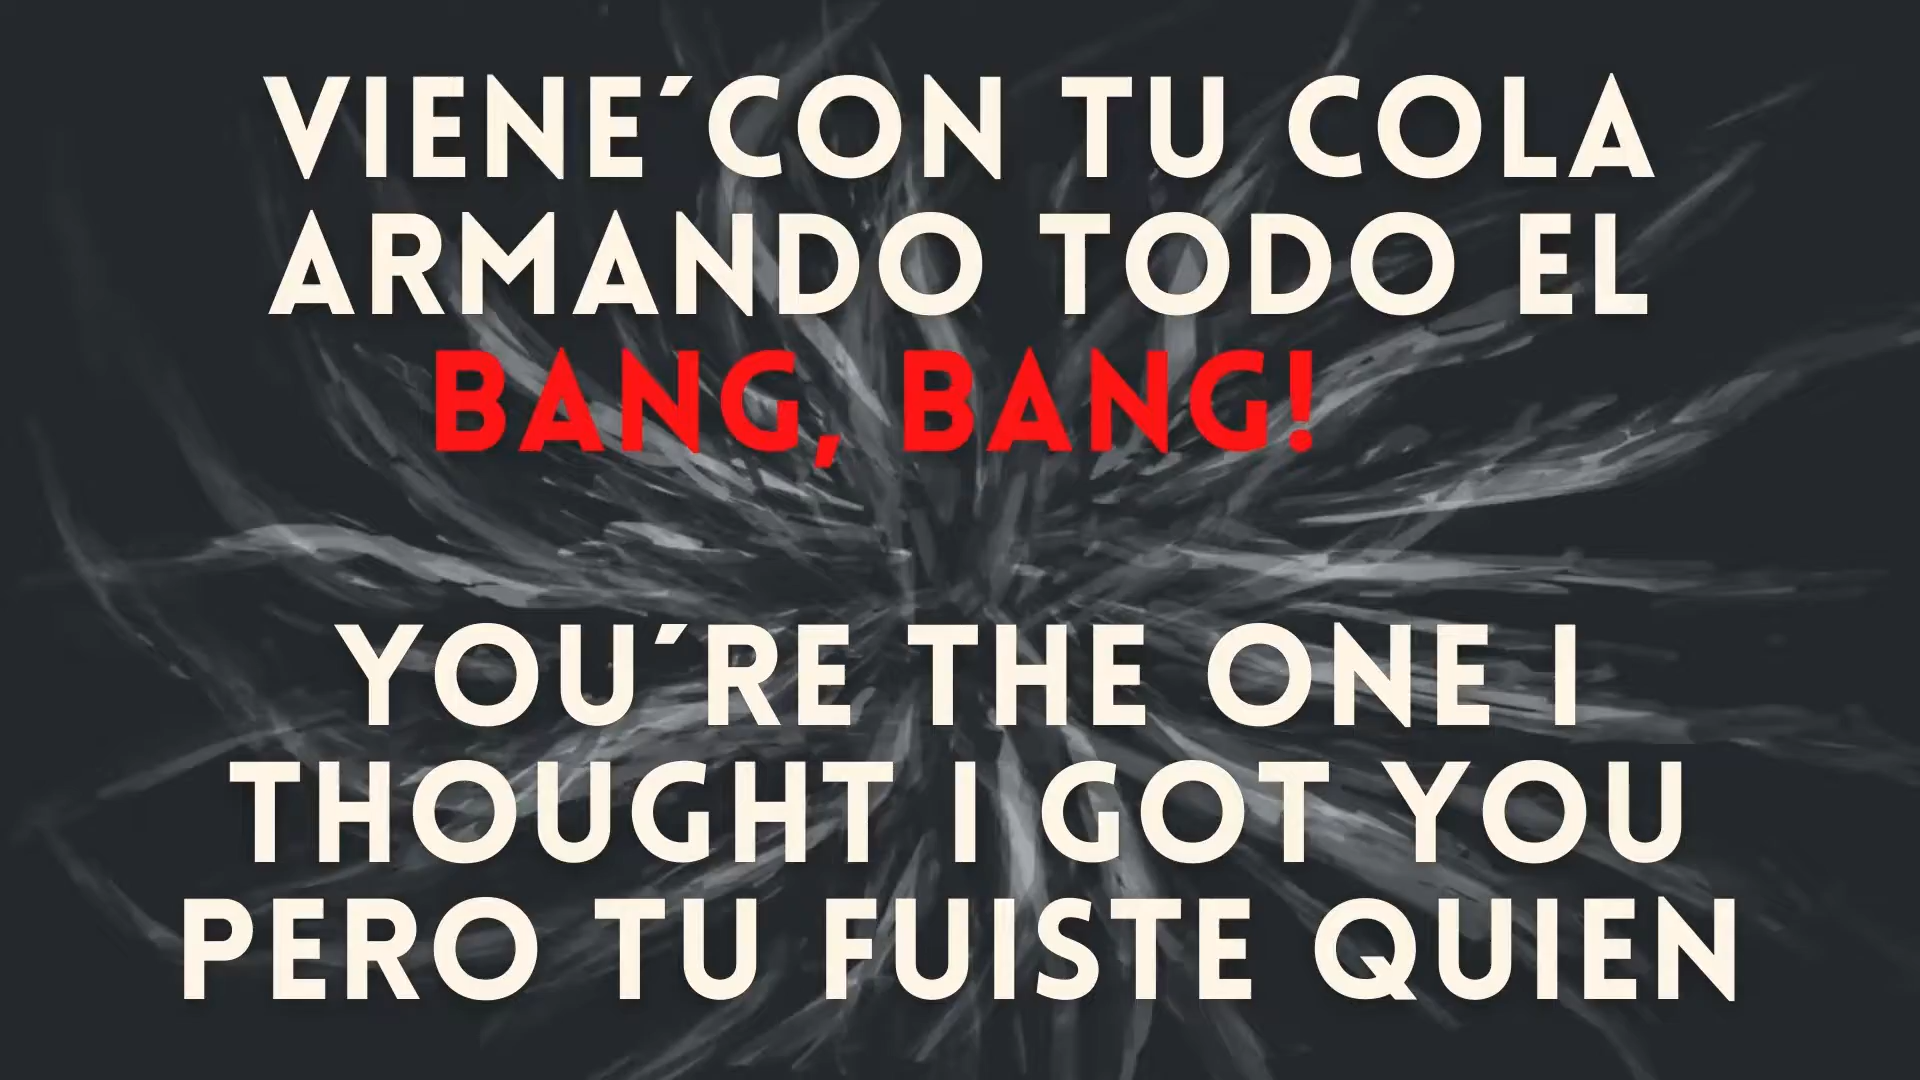 VIENE´CON TU COLA
ARMANDO TODO EL
BANG, BANG!
YOU´RE THE ONE I
THOUGHT I GOT YOU
PERO TU FUISTE QUIEN